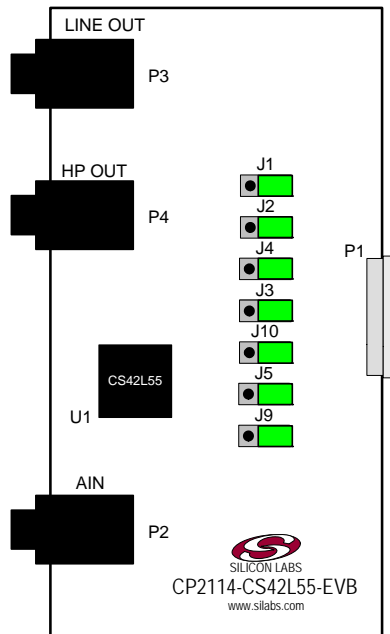 LINE OUT
P3
HP OUT
P4
J1
J2
J4
J3
J10
J5
J9
P1
CS42L55
U1
AIN
P2
SILICON LABS
CP2114-CS42L55-EVB
www.silabs.com